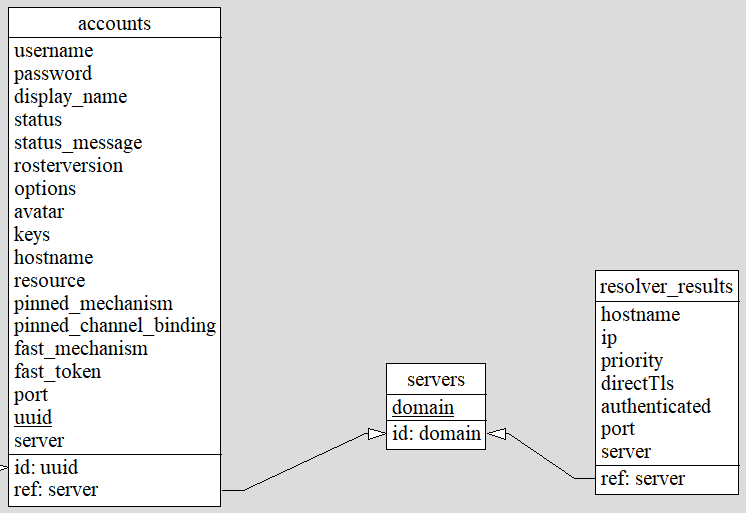 accounts
username
password
display_name
status
status_message
rosterversion
options
avatar
keys
hostname
resource
pinned_mechanism
pinned_channel_binding
fast_mechanism
fast_token
port
uuid
server
id: uuid
ref: server
servers
domain
id: domain
resolver_results
hostname
ip
priority
directTls
authenticated
port
server
ref: server